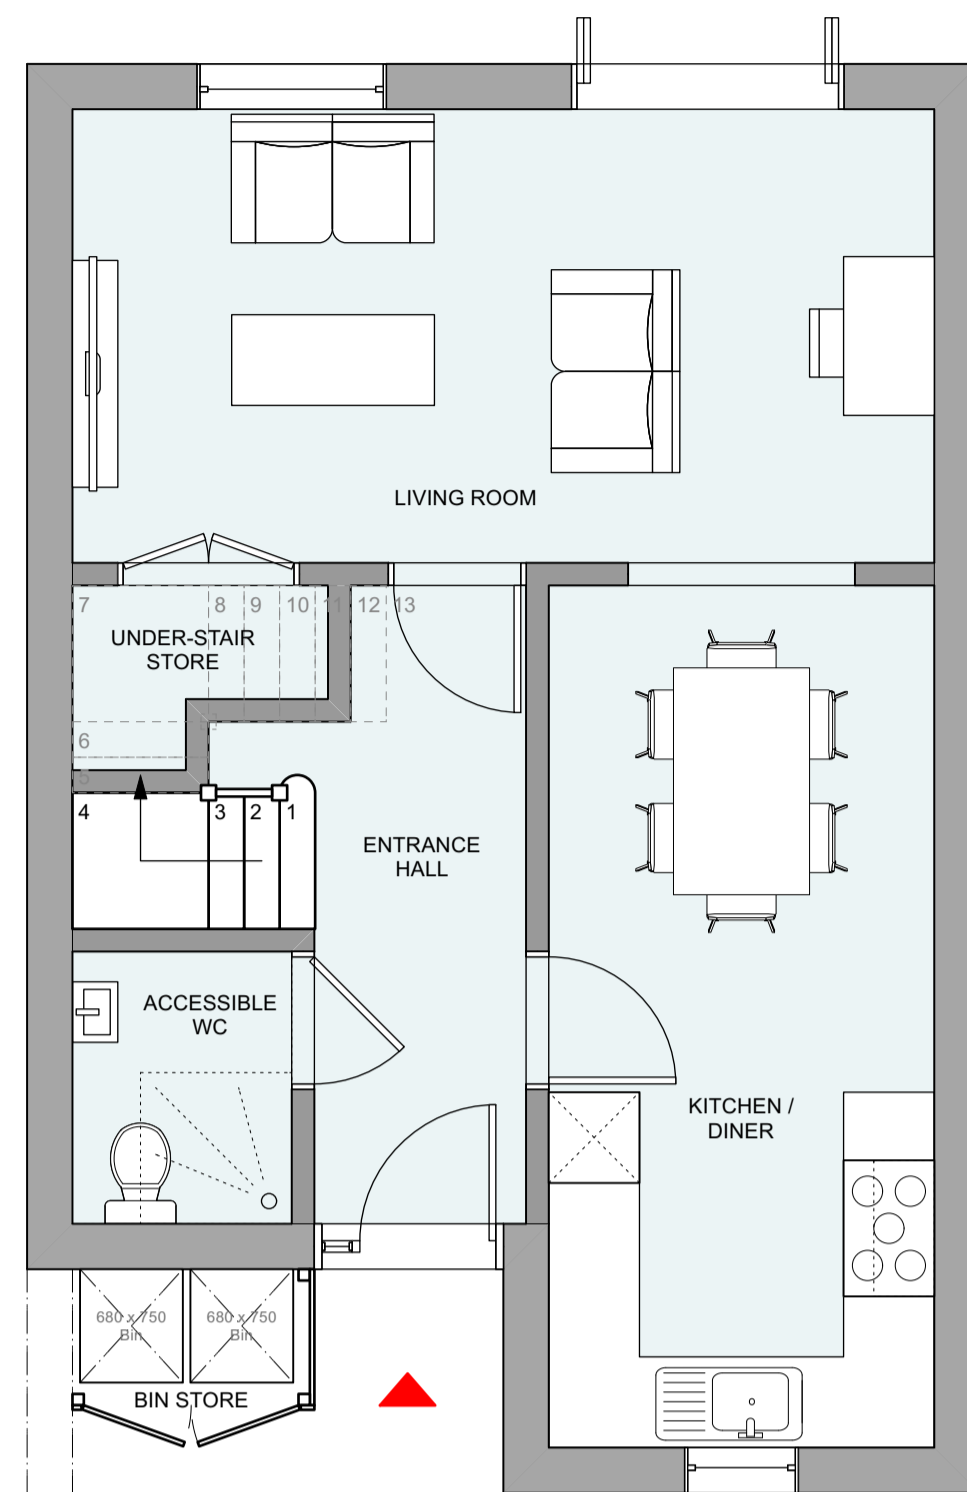 LIVING ROOM
7 8 9 10 11 12 13
UNDER-STAIR
STORE
6
5
4 3 2 1
ENTRANCE
HALL
ACCESSIBLE
WC
KITCHEN /
DINER
680 x 750
Bin
680 x 750
Bin
BIN STORE